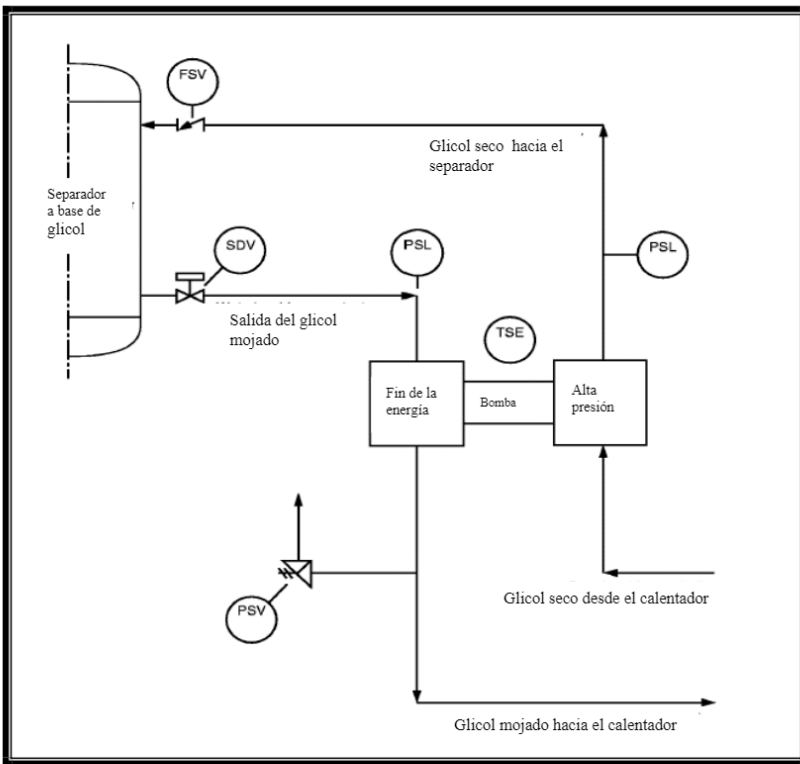 FSV
Glicol seco hacia el
separador
Separador
a base de
glicol
SDV
PSL
PSL
Salida del glicol
mojado
TSE
Fin de la
energía
Bomba
Alta
presión
PSV
Glicol seco desde el calentador
Glicol mojado hacia el calentador